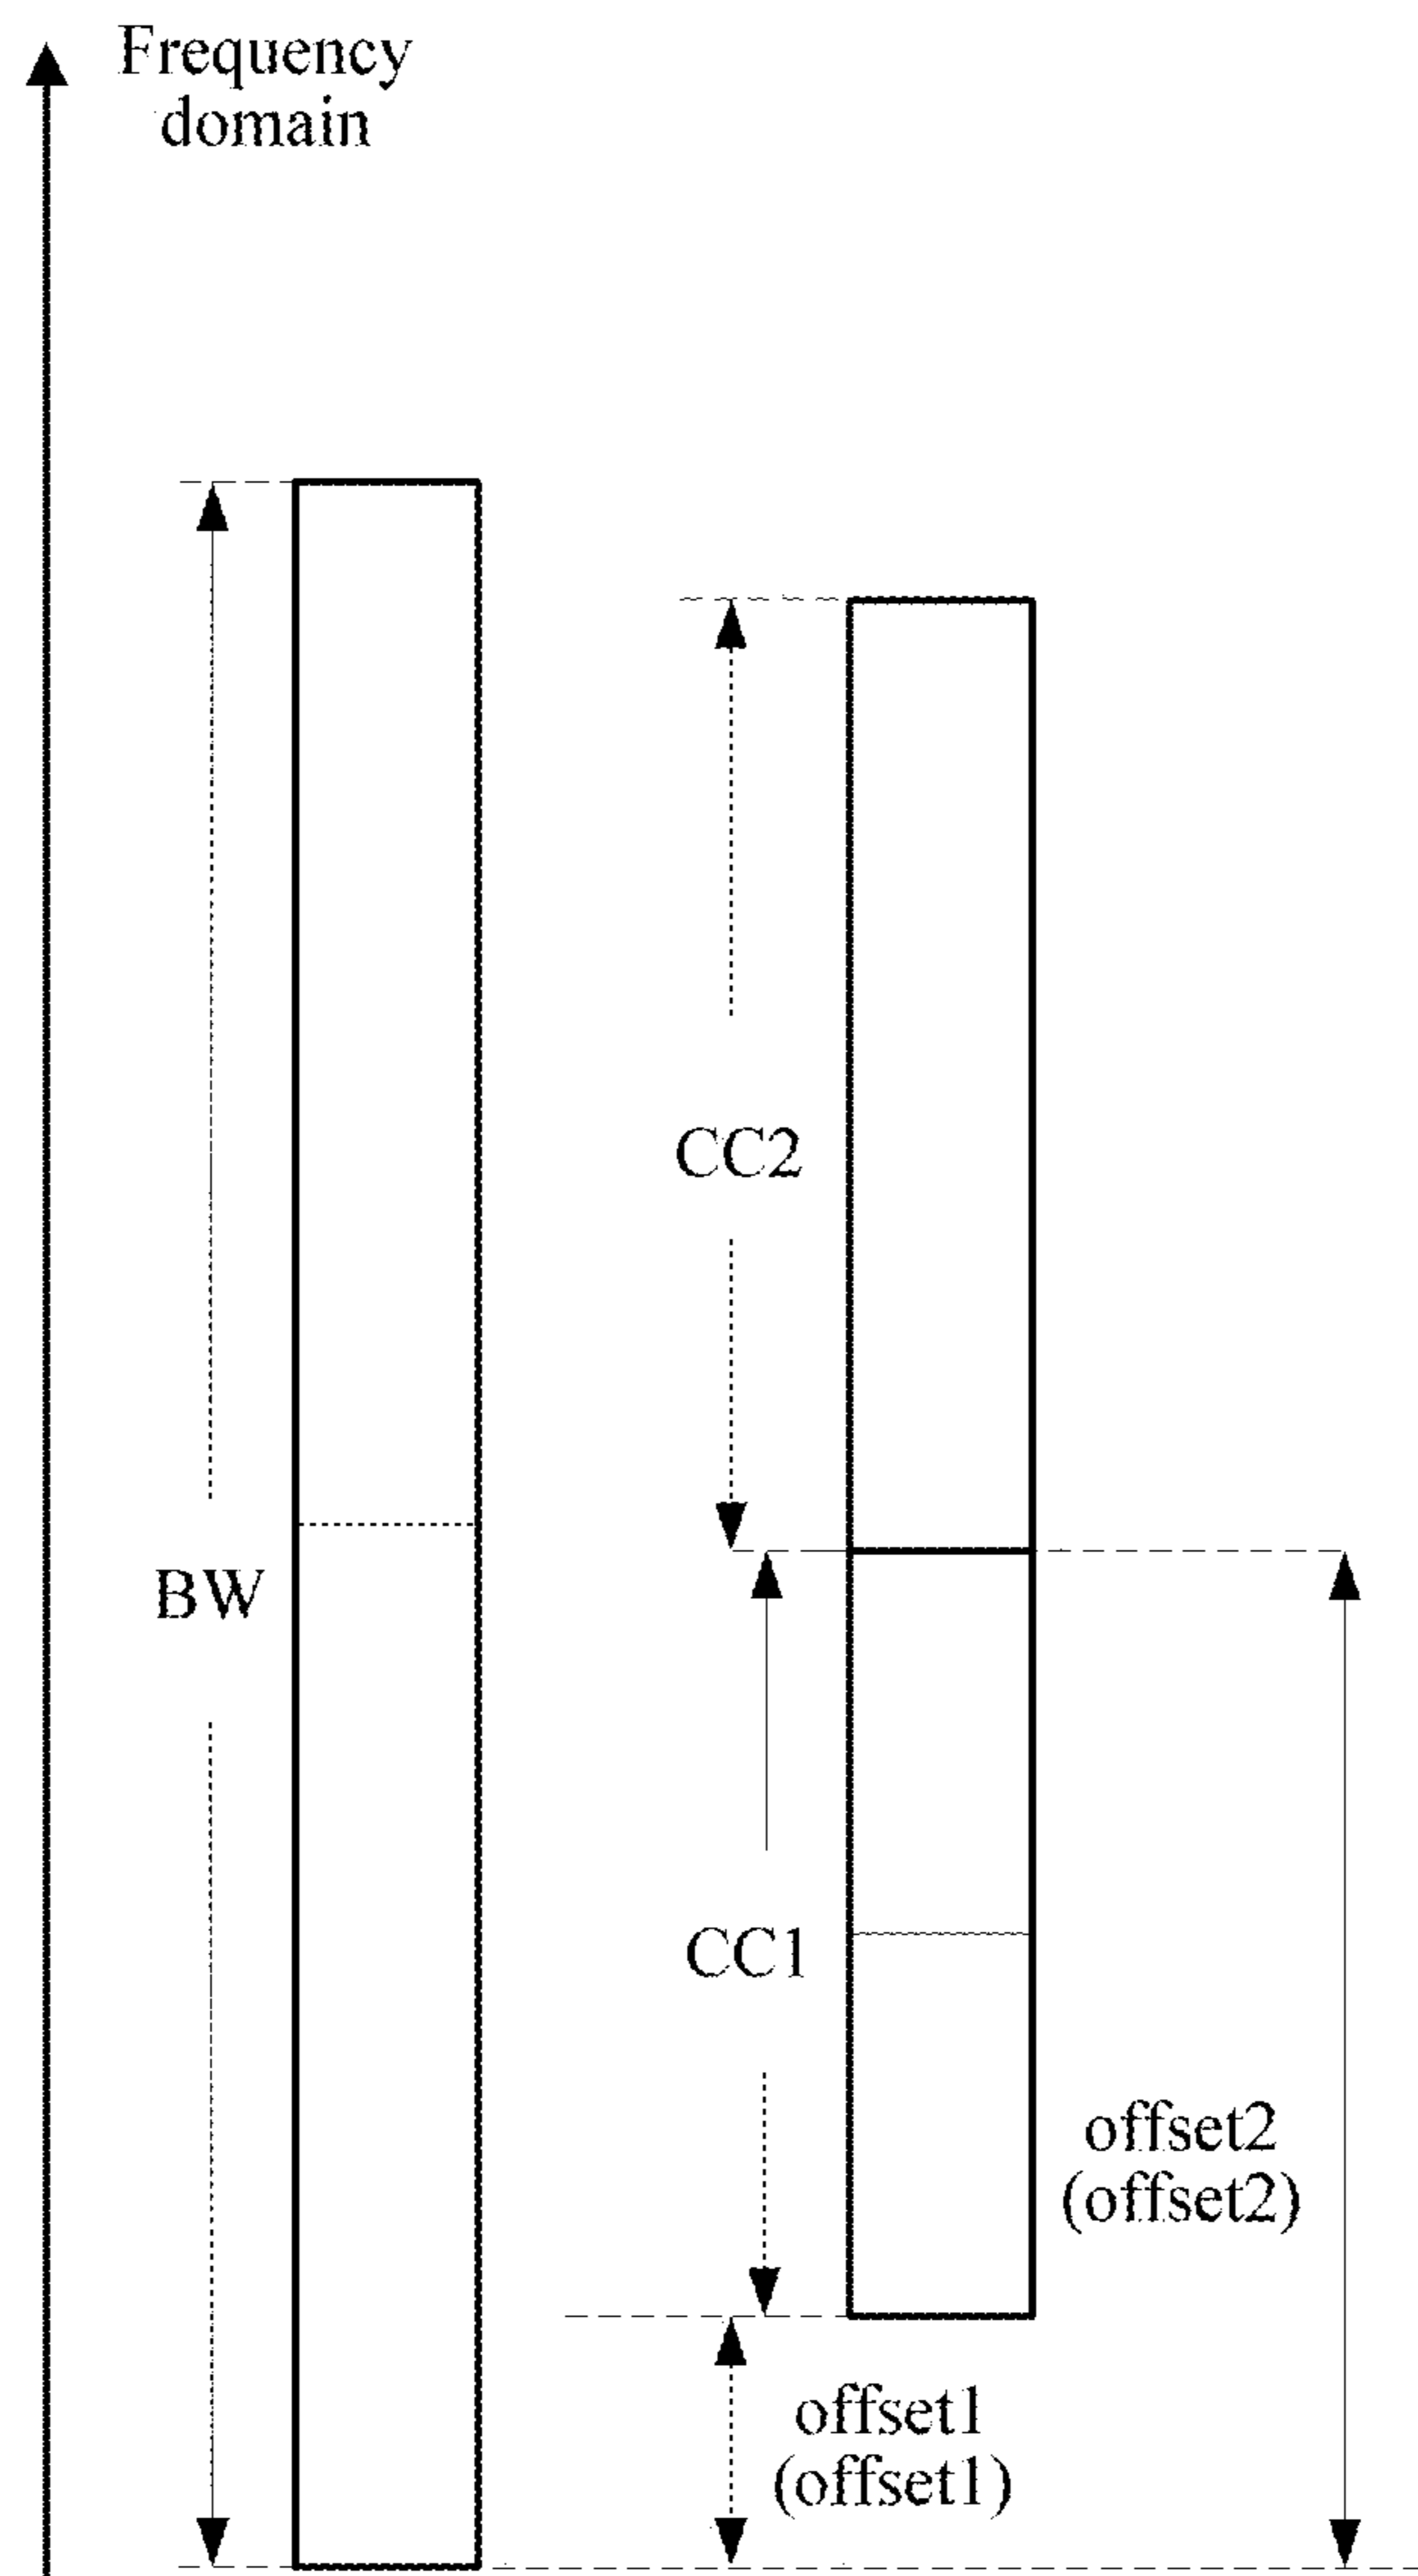 Frequency
domain
CC2
BW
CC1
offset2
(offset2)
offset1
(offset1)